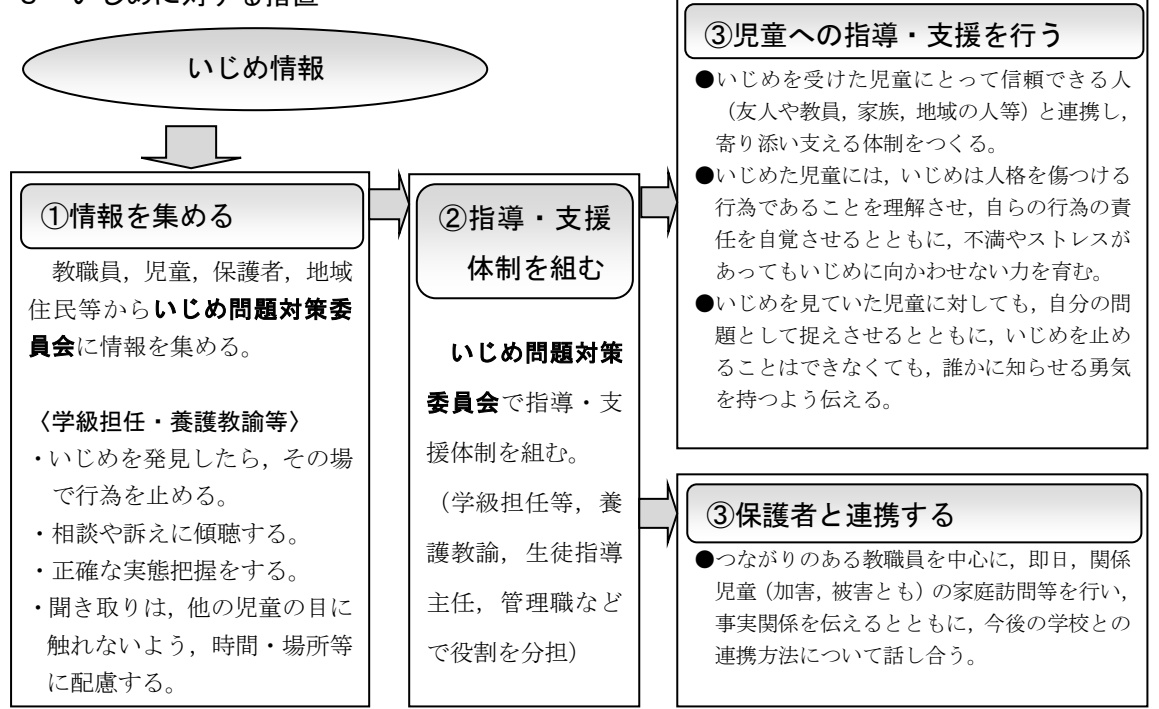 いじめに対する措置
いじめ情報
①情報を集める
教職員，児童，保護者，地域
住民等からいじめ問題対策委
員会に情報を集める。
〈学級担任・養護教諭等〉
・いじめを発見したら，その場
で行為を止める。
・相談や訴えに傾聴する。
・正確な実態把握をする。
・聞き取りは，他の児童の目に
触れないよう，時間・場所等
に配慮する。
②指導・支援
体制を組む
いじめ問題対策
委員会で指導・支
援体制を組む。
（学級担任等，養
護教諭，生徒指導
主任，管理職など
で役割を分担）
③児童への指導・支援を行う
●いじめを受けた児童にとって信頼できる人
（友人や教員，家族，地域の人等）と連携し，
寄り添い支える体制をつくる。
●いじめた児童には，いじめは人格を傷つける
行為であることを理解させ，自らの行為の責
任を自覚させるとともに，不満やストレスが
あってもいじめに向かわせない力を育む。
●いじめを見ていた児童に対しても，自分の問
題として捉えさせるとともに，いじめを止め
ることはできなくても，誰かに知らせる勇気
を持つよう伝える。
③保護者と連携する
●つながりのある教職員を中心に，即日，関係
児童（加害，被害とも）の家庭訪問等を行い，
事実関係を伝えるとともに，今後の学校との
連携方法について話し合う。